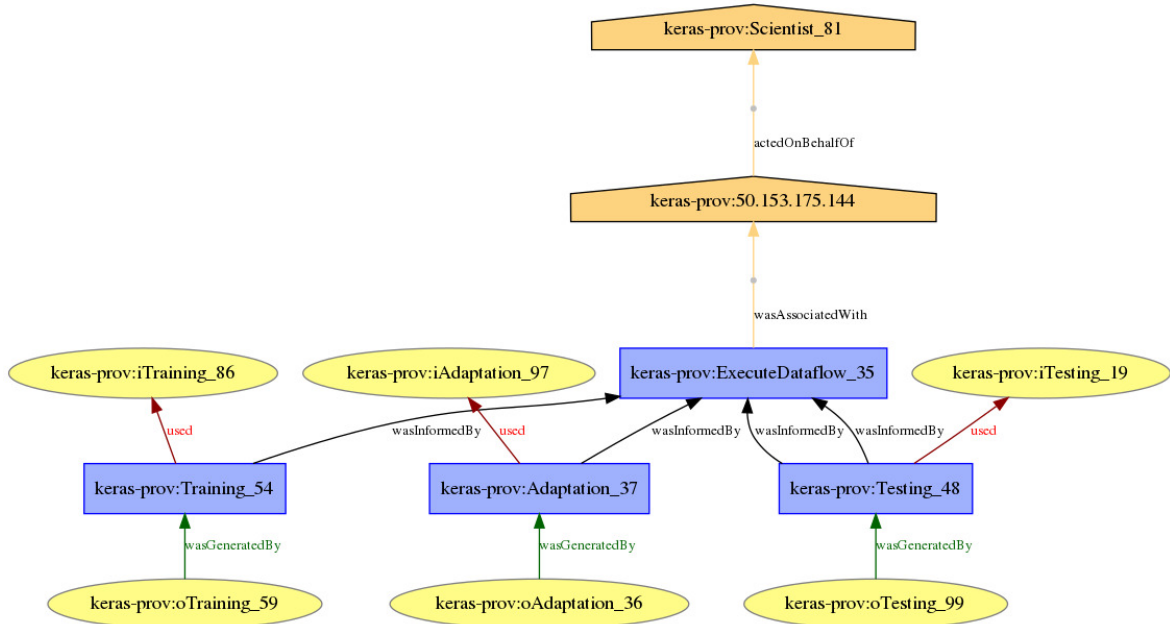 keras-prov:Scientist_81
actedOnBehalfOf
keras-prov:50.153.175.144
wasAssociatedWith
keras-prov:iTraining_86
keras-prov:iAdaptation_97
keras-prov:ExecuteDataflow_35
keras-prov:iTesting_19
used
wasInformedBy
used
wasInformedBy
wasInformedBy
wasInformedBy
used
keras-prov:Training_54
keras-prov:Adaptation_37
keras-prov:Testing_48
wasGeneratedBy
wasGeneratedBy
wasGeneratedBy
keras-prov:oTraining_59
keras-prov:oAdaptation_36
keras-prov:oTesting_99